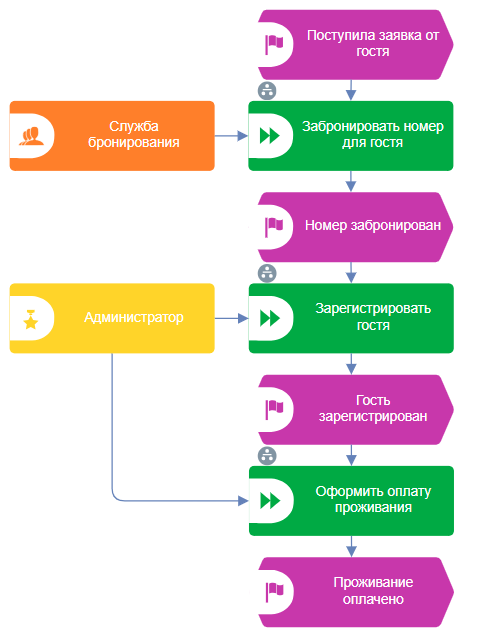 Поступила заявка от
гостя
Служба
бронирования
Забронировать номер
для гостя
Номер забронирован
Администратор
Зарегистрировать
гостя
Гость
зарегистрирован
Оформить оплату
проживания
Проживание
оплачено